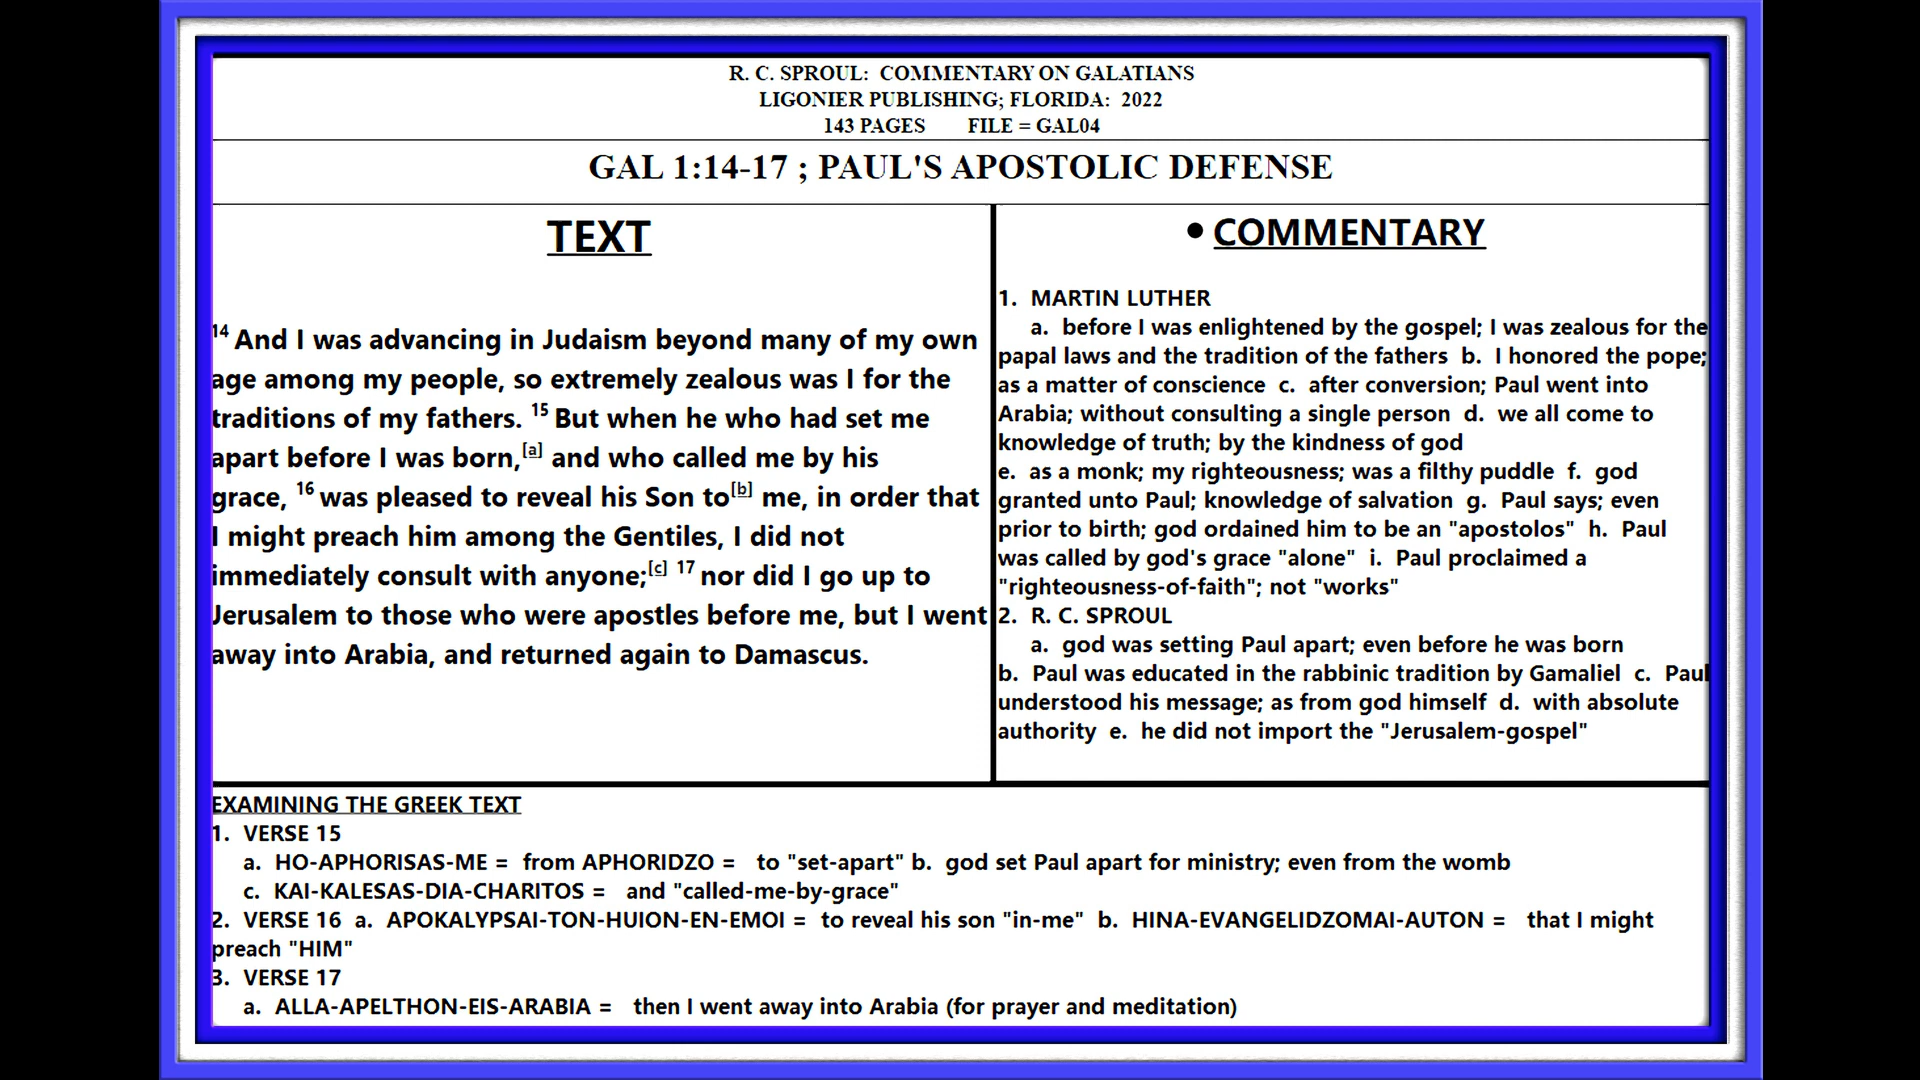 R. C. SPROUL: COMMENTARY ON GALATIANS
LIGONIER PUBLISHING; FLORIDA: 2022
143 PAGES FILE = GAL04
GAL 1:14-17 ; PAUL'S APOSTOLIC DEFENSE
TEXT
14 And I was advancing in Judaism beyond many of my own
age among my people, so extremely zealous was I for the
traditions of my fathers. 15 But when he who had set me
apart before I was born,[a] and who called me by his
grace, 16 was pleased to reveal his Son to[b] me, in order that
I might preach him among the Gentiles, I did not
immediately consult with anyone;[c] 17 nor did I go up to
Jerusalem to those who were apostles before me, but I went
away into Arabia, and returned again to Damascus.
• COMMENTARY
1. MARTIN LUTHER
a. before I was enlightened by the gospel; I was zealous for the
papal laws and the tradition of the fathers b. I honored the pope;
as a matter of conscience c. after conversion; Paul went into
Arabia; without consulting a single person d. we all come to
knowledge of truth; by the kindness of god
e. as a monk; my righteousness; was a filthy puddle f. god
granted unto Paul; knowledge of salvation g. Paul says; even
prior to birth; god ordained him to be an "apostolos" h. Paul
was called by god's grace "alone" i. Paul proclaimed a
"righteousness-of-faith"; not "works"
2. R. C. SPROUL
a. god was setting Paul apart; even before he was born
b. Paul was educated in the rabbinic tradition by Gamaliel c. Paul
understood his message; as from god himself d. with absolute
authority e. he did not import the "Jerusalem-gospel"
EXAMINING THE GREEK TEXT
1. VERSE 15
a. HO-APHORISAS-ME = from APHORIDZO = to "set-apart" b. god set Paul apart for ministry; even from the womb
c. KAI-KALESAS-DIA-CHARITOS = and "called-me-by-grace"
2. VERSE 16 a. APOKALYPSAI-TON-HUION-EN-EMOI = to reveal his son "in-me" b. HINA-EVANGELIDZOMAI-AUTON = that I might
preach "HIM"
3. VERSE 17
a. ALLA-APELTHON-EIS-ARABIA = then I went away into Arabia (for prayer and meditation)